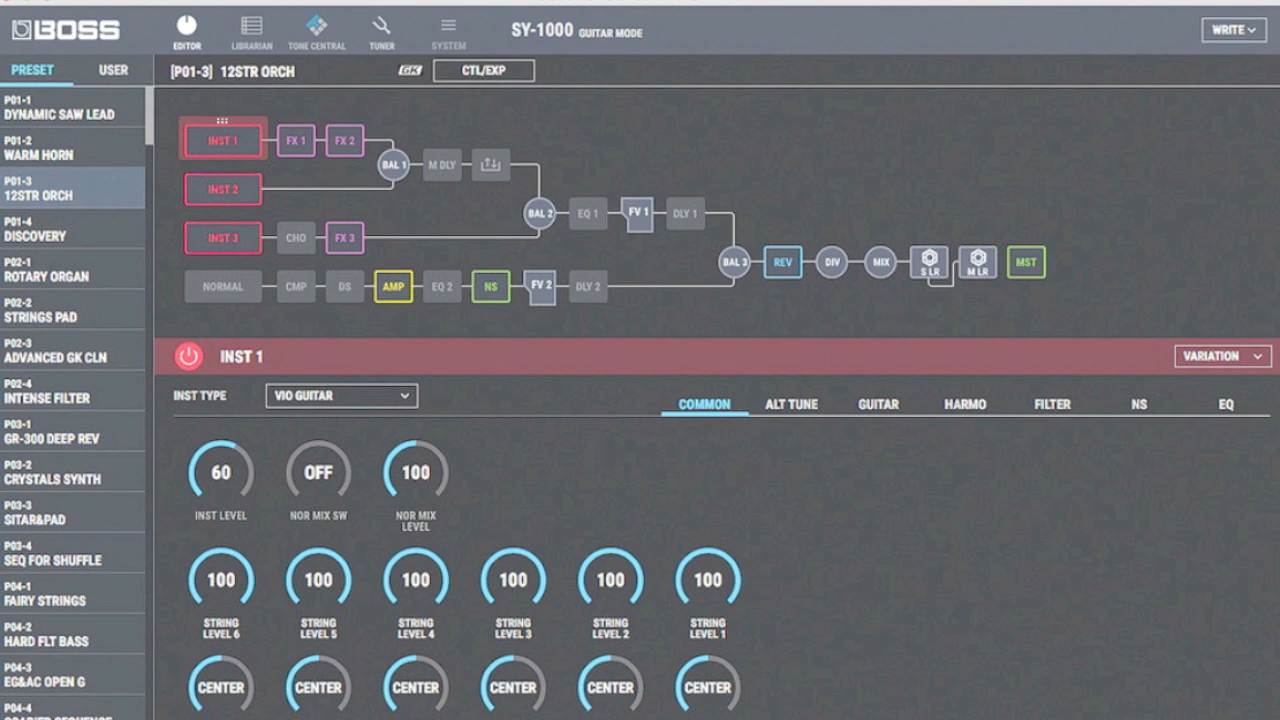 BOSS
EDITOR
LIBRARIAN
TONE CENTRAL
TUNER
SYSTEM
SY-1000 GUITAR MODE
WRITE
PRESET
USER
[P01-3] 12STR ORCH
GK
CTL/EXP
P01-1
DYNAMIC SAW LEAD
P01-2
WARM HORN
P01-3
12STR ORCH
P01-4
DISCOVERY
P02-1
ROTARY ORGAN
P02-2
STRINGS PAD
P02-3
ADVANCED GK CLN
P02-4
INTENSE FILTER
P03-1
GR-300 DEEP REV
P03-2
CRYSTALS SYNTH
P03-3
SITAR&PAD
P03-4
SEQ FOR SHUFFLE
P04-1
FAIRY STRINGS
P04-2
HARD FLT BASS
P04-3
EG&AC OPEN G
P04-4
INST 1
FX 1
FX 2
BAL 1
M DLY
INST 2
BAL 2
EQ 1
FV 1
DLY 1
INST 3
CHO
FX 3
BAL 3
REV
DIV
MIX
S LR
M LR
MST
NORMAL
CMP
DS
AMP
EQ 2
NS
FV 2
DLY 2
INST 1
VARIATION
INST TYPE
VIO GUITAR
COMMON
ALT TUNE
GUITAR
HARMO
FILTER
NS
EQ
60
OFF
100
INST LEVEL
NOR MIX SW
NOR MIX
LEVEL
100
100
100
100
100
100
STRING
LEVEL 6
STRING
LEVEL 5
STRING
LEVEL 4
STRING
LEVEL 3
STRING
LEVEL 2
STRING
LEVEL 1
CENTER
CENTER
CENTER
CENTER
CENTER
CENTER